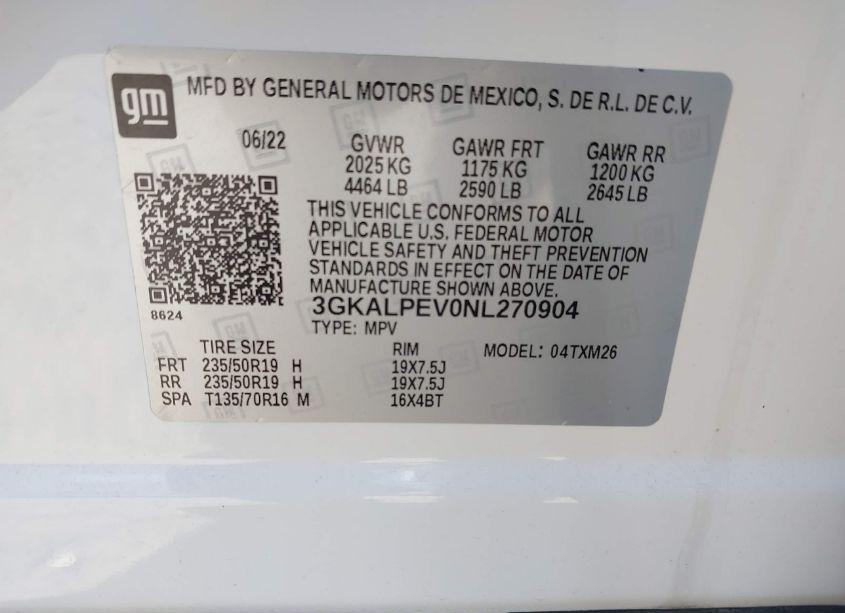 gm
MFD BY GENERAL MOTORS DE MEXICO, S. DE R.L. DE C.V.
06/22 GVWR GAWR FRT GAWR RR
2025 KG 1175 KG 1200 KG
4464 LB 2590 LB 2645 LB
THIS VEHICLE CONFORMS TO ALL
APPLICABLE U.S. FEDERAL MOTOR
VEHICLE SAFETY AND THEFT PREVENTION
STANDARDS IN EFFECT ON THE DATE OF
MANUFACTURE SHOWN ABOVE.
8624
3GKALPEV0NL270904
TYPE: MPV
TIRE SIZE RIM MODEL: 04TXM26
FRT 235/50R19 H 19X7.5J
RR 235/50R19 H 19X7.5J
SPA T135/70R16 M 16X4BT